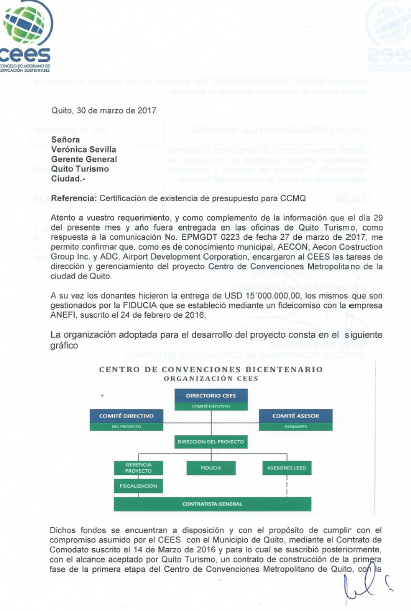 cees
CONSEJO ECUATORIANO DE
EDIFICACIÓN SUSTENTABLE
Quito, 30 de marzo de 2017
Señora
Verónica Sevilla
Gerente General
Quito Turismo
Ciudad.-
Referencia: Certificación de existencia de presupuesto para CCMQ
Atento a vuestro requerimiento, y como complemento de la información que el día 29
del presente mes y año fuera entregada en las oficinas de Quito Turismo, como
respuesta a la comunicación No. EPMGDT 0223 de fecha 27 de marzo de 2017, me
permito confirmar que, como es de conocimiento municipal, AECON, Aecon Costruction
Group Inc. y ADC, Airport Development Corporation, encargaron al CEES las tareas de
dirección y gerenciamiento del proyecto Centro de Convenciones Metropolitano de la
ciudad de Quito.
A su vez los donantes hicieron la entrega de USD 15´000.000,00, los mismos que son
gestionados por la FIDUCIA que se estableció mediante un fideicomiso con la empresa
ANEFI, suscrito el 24 de febrero de 2016.
La organización adoptada para el desarrollo del proyecto consta en el siguiente
gráfico
CENTRO DE CONVENCIONES BICENTENARIO
ORGANIZACIÓN CEES
DIRECTORIO CEES
COMITÉ EJECUTIVO
COMITÉ DIRECTIVO
DEL PROYECTO
COMITÉ ASESOR
DONANTES
DIRECCION DEL PROYECTO
GERENCIA
PROYECTO
FIDUCIA
ASESORES LEED
FISCALIZACION
CONTRATISTA GENERAL
Dichos fondos se encuentran a disposición y con el propósito de cumplir con el
compromiso asumido por el CEES con el Municipio de Quito, mediante el Contrato de
Comodato suscrito el 14 de Marzo de 2016 y para lo cual se suscribió posteriormente,
con el alcance aceptado por Quito Turismo, un contrato de construcción de la primera
fase de la primera etapa del Centro de Convenciones Metropolitano de Quito, con la